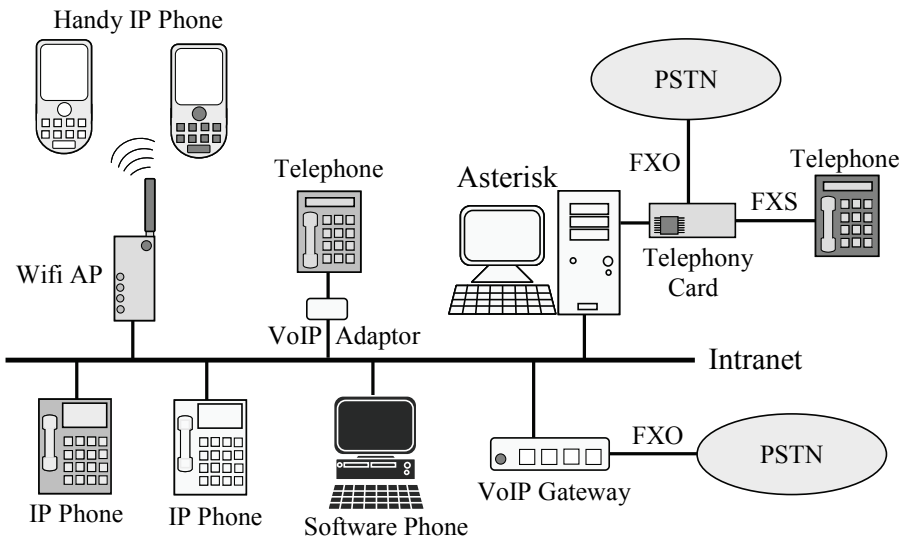 Handy IP Phone
PSTN
Telephone
FXO
Telephone
Asterisk
FXS
Wifi AP
Telephony
Card
VoIP Adaptor
Intranet
FXO
PSTN
VoIP Gateway
IP Phone
IP Phone
Software Phone